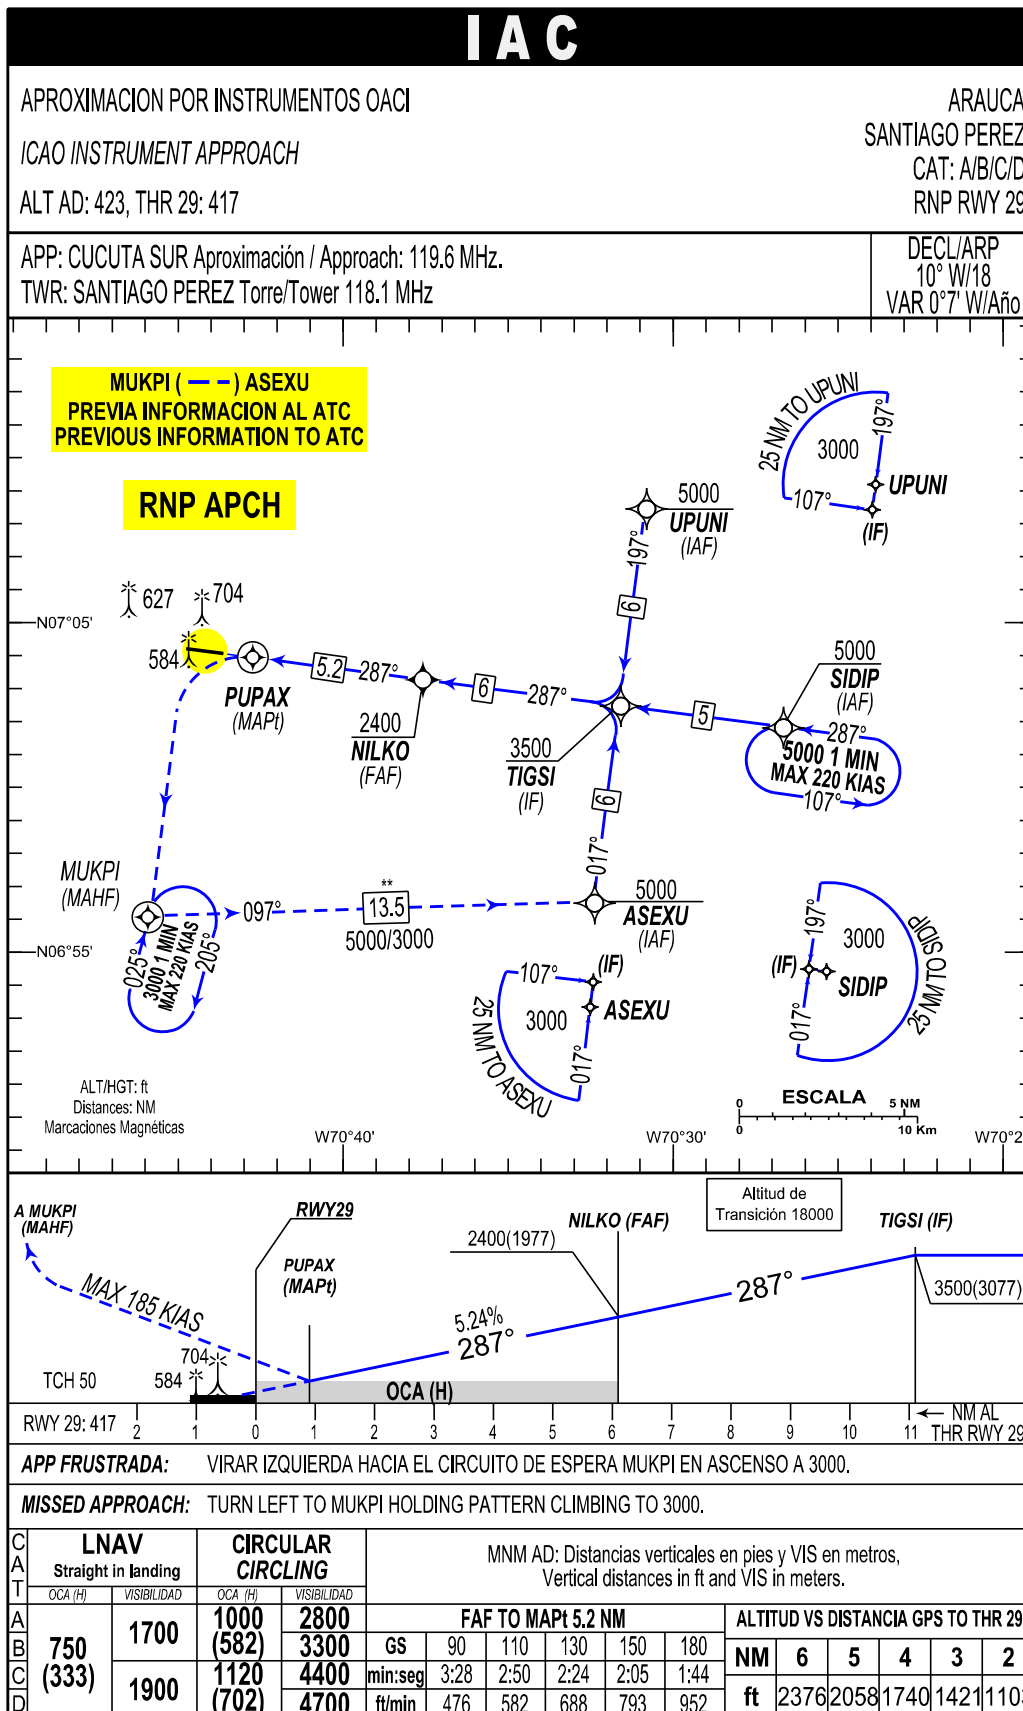 IAC
APROXIMACION POR INSTRUMENTOS OACI
ICAO INSTRUMENT APPROACH
ALT AD: 423, THR 29: 417
ARAUCA
SANTIAGO PEREZ
CAT: A/B/C/D
RNP RWY 29
APP: CUCUTA SUR Aproximación / Approach: 119.6 MHz.
TWR: SANTIAGO PEREZ Torre/Tower 118.1 MHz
DECL/ARP
10° W/18
VAR 0°7' W/Año
MUKPI ( ) ASEXU
PREVIA INFORMACION AL ATC
PREVIOUS INFORMATION TO ATC
RNP APCH
25 NM TO UPUNI
197°
3000
107°
UPUNI
(IF)
5000
UPUNI
(IAF)
197°
6
627
704
584
N07°05'
PUPAX
(MAPt)
5.2
287°
2400
NILKO
(FAF)
6
287°
3500
TIGSI
(IF)
5
5000
SIDIP
(IAF)
287°
5000 1 MIN
MAX 220 KIAS
107°
6
017°
MUKPI
(MAHF)
097°
**
13.5
5000/3000
5000
ASEXU
(IAF)
N06°55'
025°
3000 1 MIN
MAX 220 KIAS
205°
107°
(IF)
3000
ASEXU
017°
25 NM TO ASEXU
197°
3000
(IF)
SIDIP
017°
25 NM TO SIDIP
ALT/HGT: ft
Distances: NM
Marcaciones Magnéticas
ESCALA
0 5 NM
0 10 Km
W70°40'
W70°30'
W70°2
A MUKPI
(MAHF)
RWY29
PUPAX
(MAPt)
NILKO (FAF)
2400(1977)
Altitud de
Transición 18000
TIGSI (IF)
3500(3077)
MAX 185 KIAS
5.24%
287°
287°
704
584
TCH 50
OCA (H)
RWY 29: 417
2 1 0 1 2 3 4 5 6 7 8 9 10 11
NM AL
THR RWY 29
APP FRUSTRADA: VIRAR IZQUIERDA HACIA EL CIRCUITO DE ESPERA MUKPI EN ASCENSO A 3000.
MISSED APPROACH: TURN LEFT TO MUKPI HOLDING PATTERN CLIMBING TO 3000.
CAT
LNAV
Straight in landing
CIRCULAR
CIRCLING
OCA (H) VISIBILIDAD OCA (H) VISIBILIDAD
MNM AD: Distancias verticales en pies y VIS en metros,
Vertical distances in ft and VIS in meters.
A
B
C
D
750
(333)
1700
1900
1000
(582)
1120
(702)
2800
3300
4400
4700
FAF TO MAPt 5.2 NM
GS 90 110 130 150 180
min:seg 3:28 2:50 2:24 2:05 1:44
ft/min 476 582 688 793 952
ALTITUD VS DISTANCIA GPS TO THR 29
NM 6 5 4 3 2
ft 2376 2058 1740 1421 110